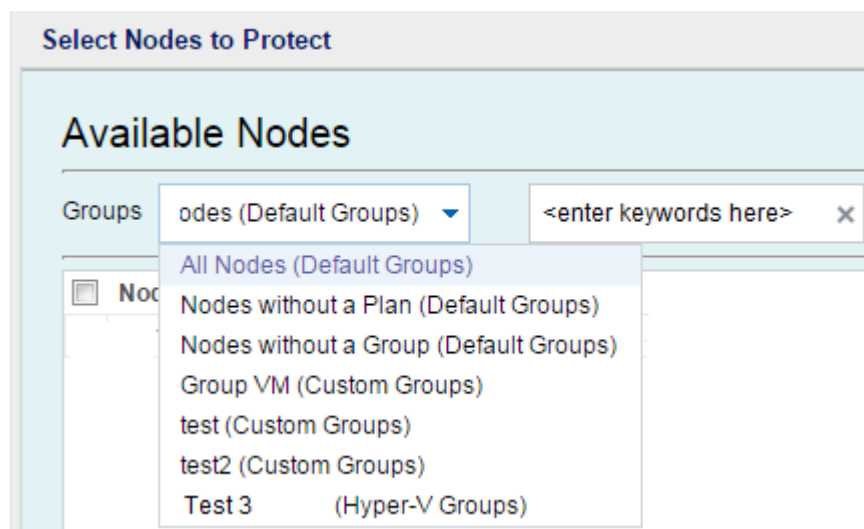 Select Nodes to Protect
Available Nodes
Groups odes (Default Groups) <enter keywords here>
All Nodes (Default Groups)
Nod
Nodes without a Plan (Default Groups)
Nodes without a Group (Default Groups)
Group VM (Custom Groups)
test (Custom Groups)
test2 (Custom Groups)
Test 3 (Hyper-V Groups)